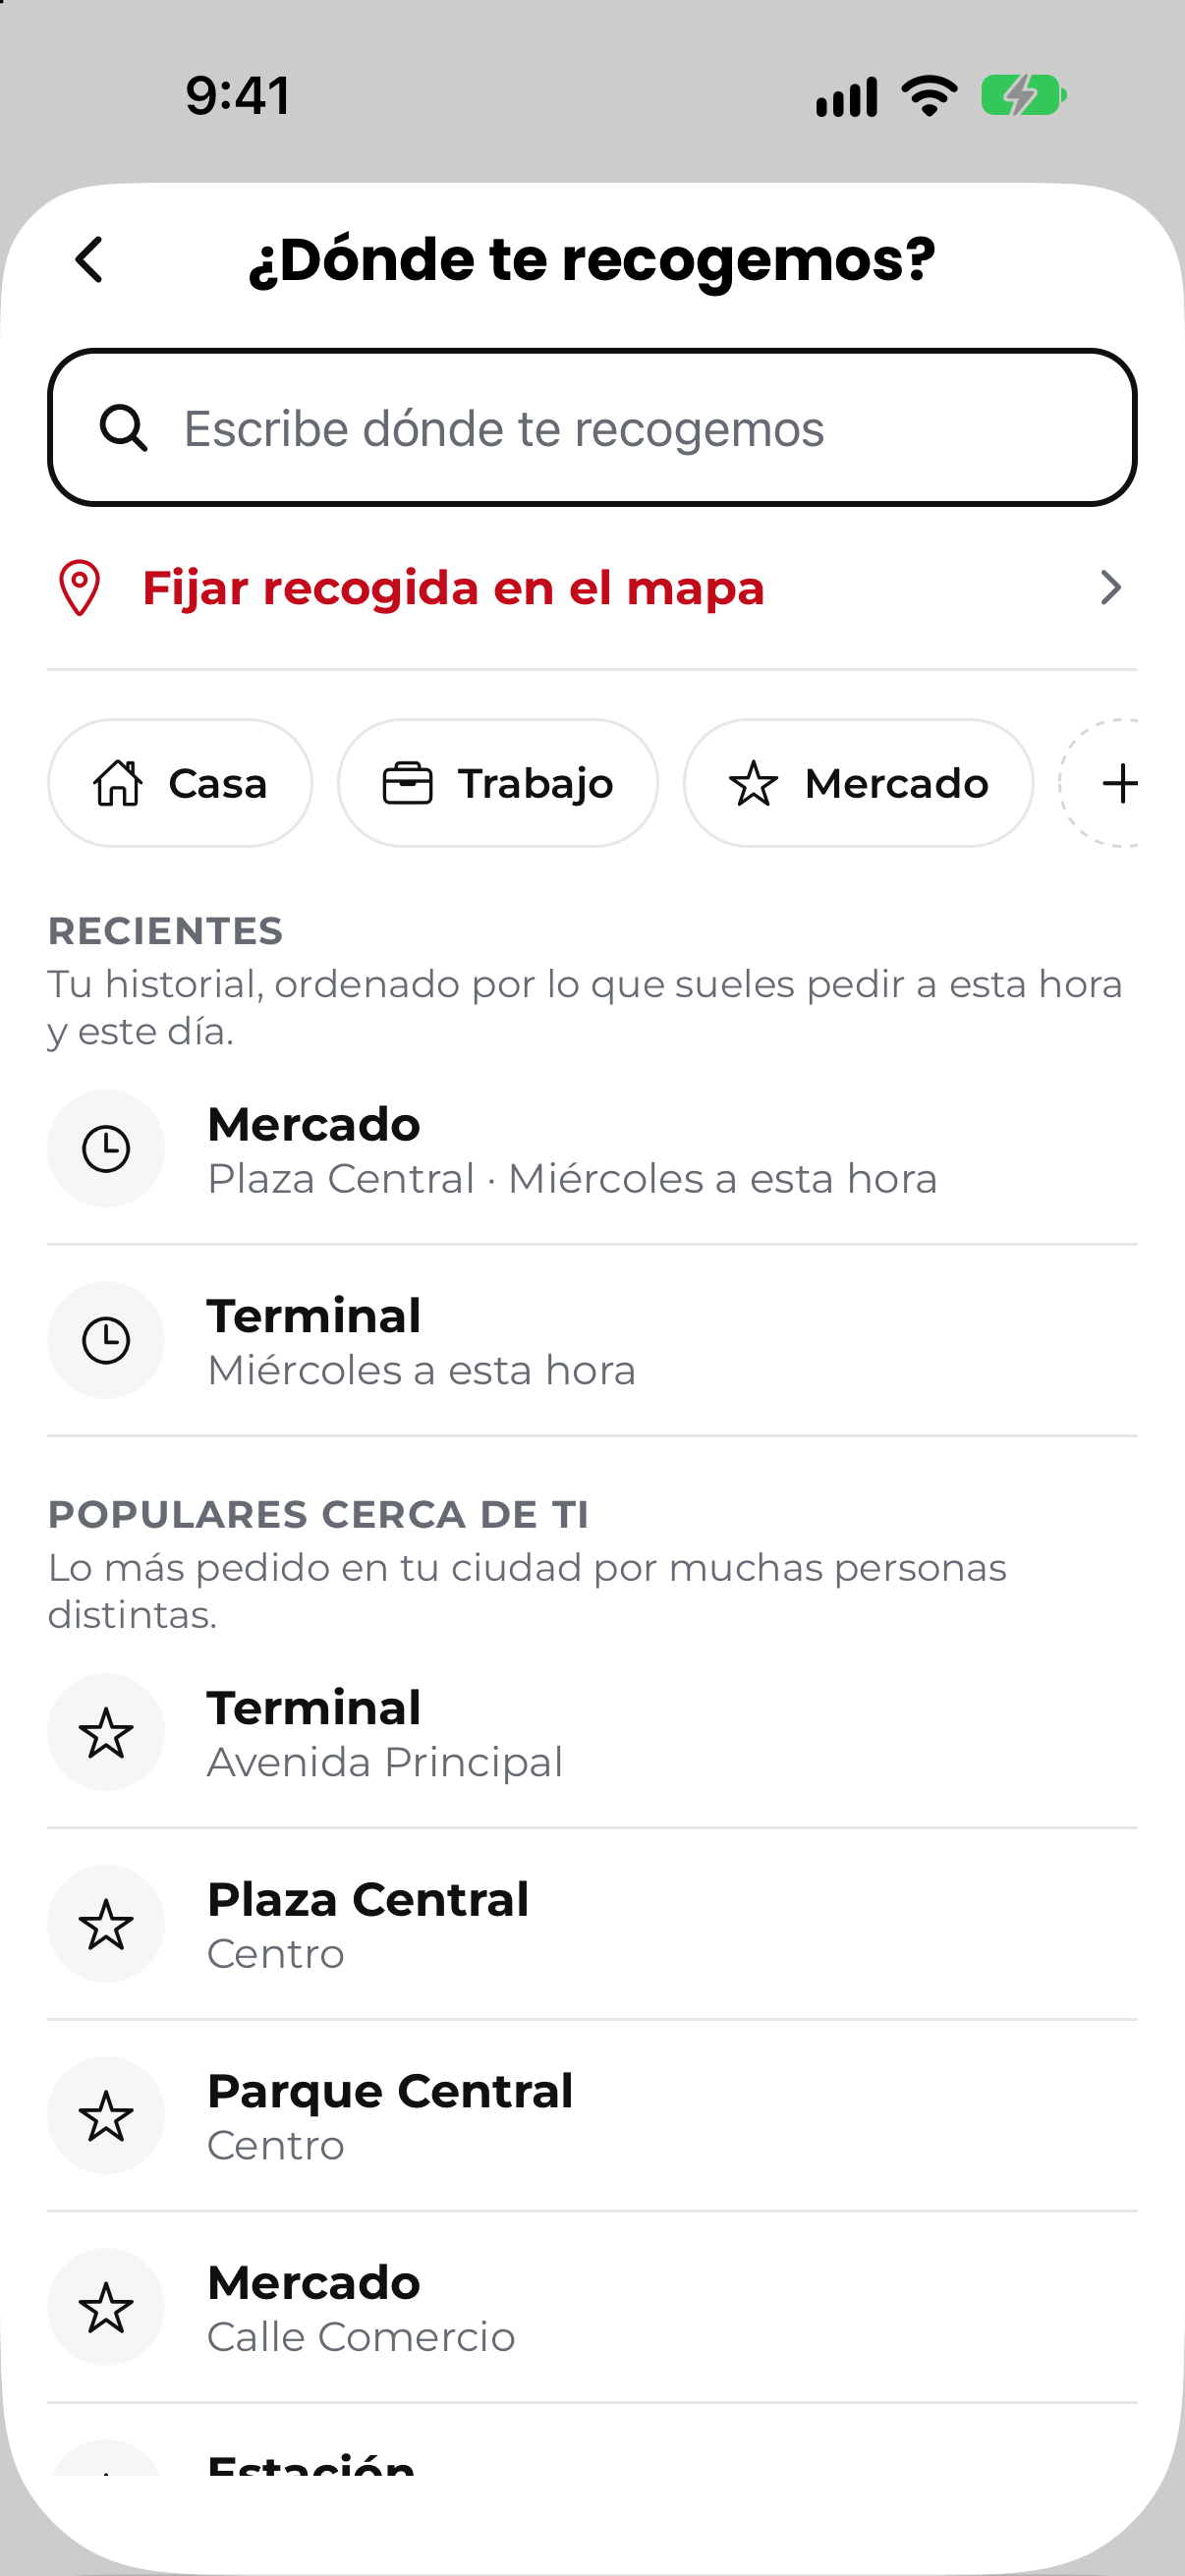 9:41
¿Dónde te recogemos?
Escribe dónde te recogemos
Fijar recogida en el mapa
Casa
Trabajo
Mercado
RECIENTES
Tu historial, ordenado por lo que sueles pedir a esta hora
y este día.
Mercado
Plaza Central · Miércoles a esta hora
Terminal
Miércoles a esta hora
POPULARES CERCA DE TI
Lo más pedido en tu ciudad por muchas personas
distintas.
Terminal
Avenida Principal
Plaza Central
Centro
Parque Central
Centro
Mercado
Calle Comercio
Estación